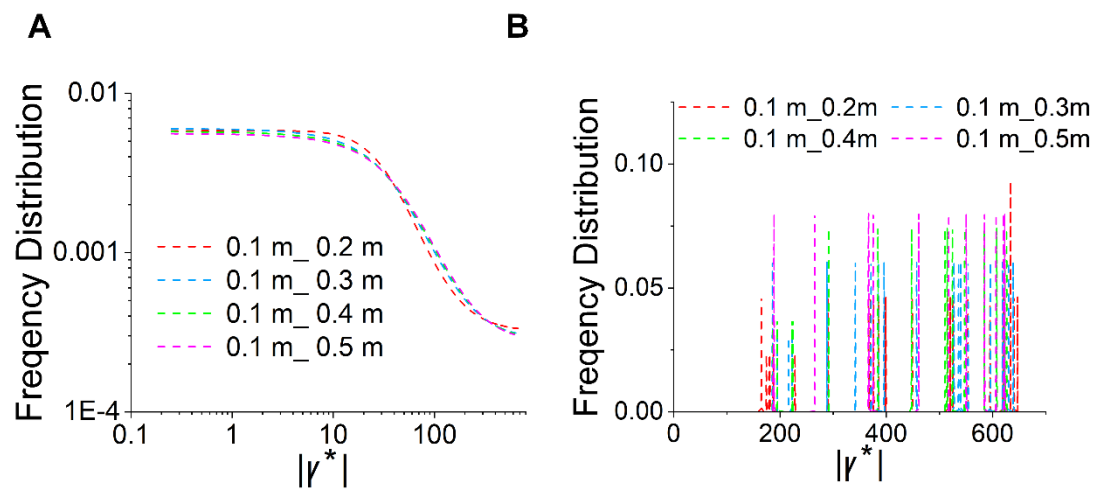 A
B
Freqency Distribution
0.01
0.001
1E-4
0.1 m_ 0.2 m
0.1 m_ 0.3 m
0.1 m_ 0.4 m
0.1 m_ 0.5 m
0.1 1 10 100
|γ*|
Freqency Distribution
0.1 m_0.2m 0.1 m_0.3m
0.1 m_0.4m 0.1 m_0.5m
0.10
0.05
0.00
0 200 400 600
|γ*|